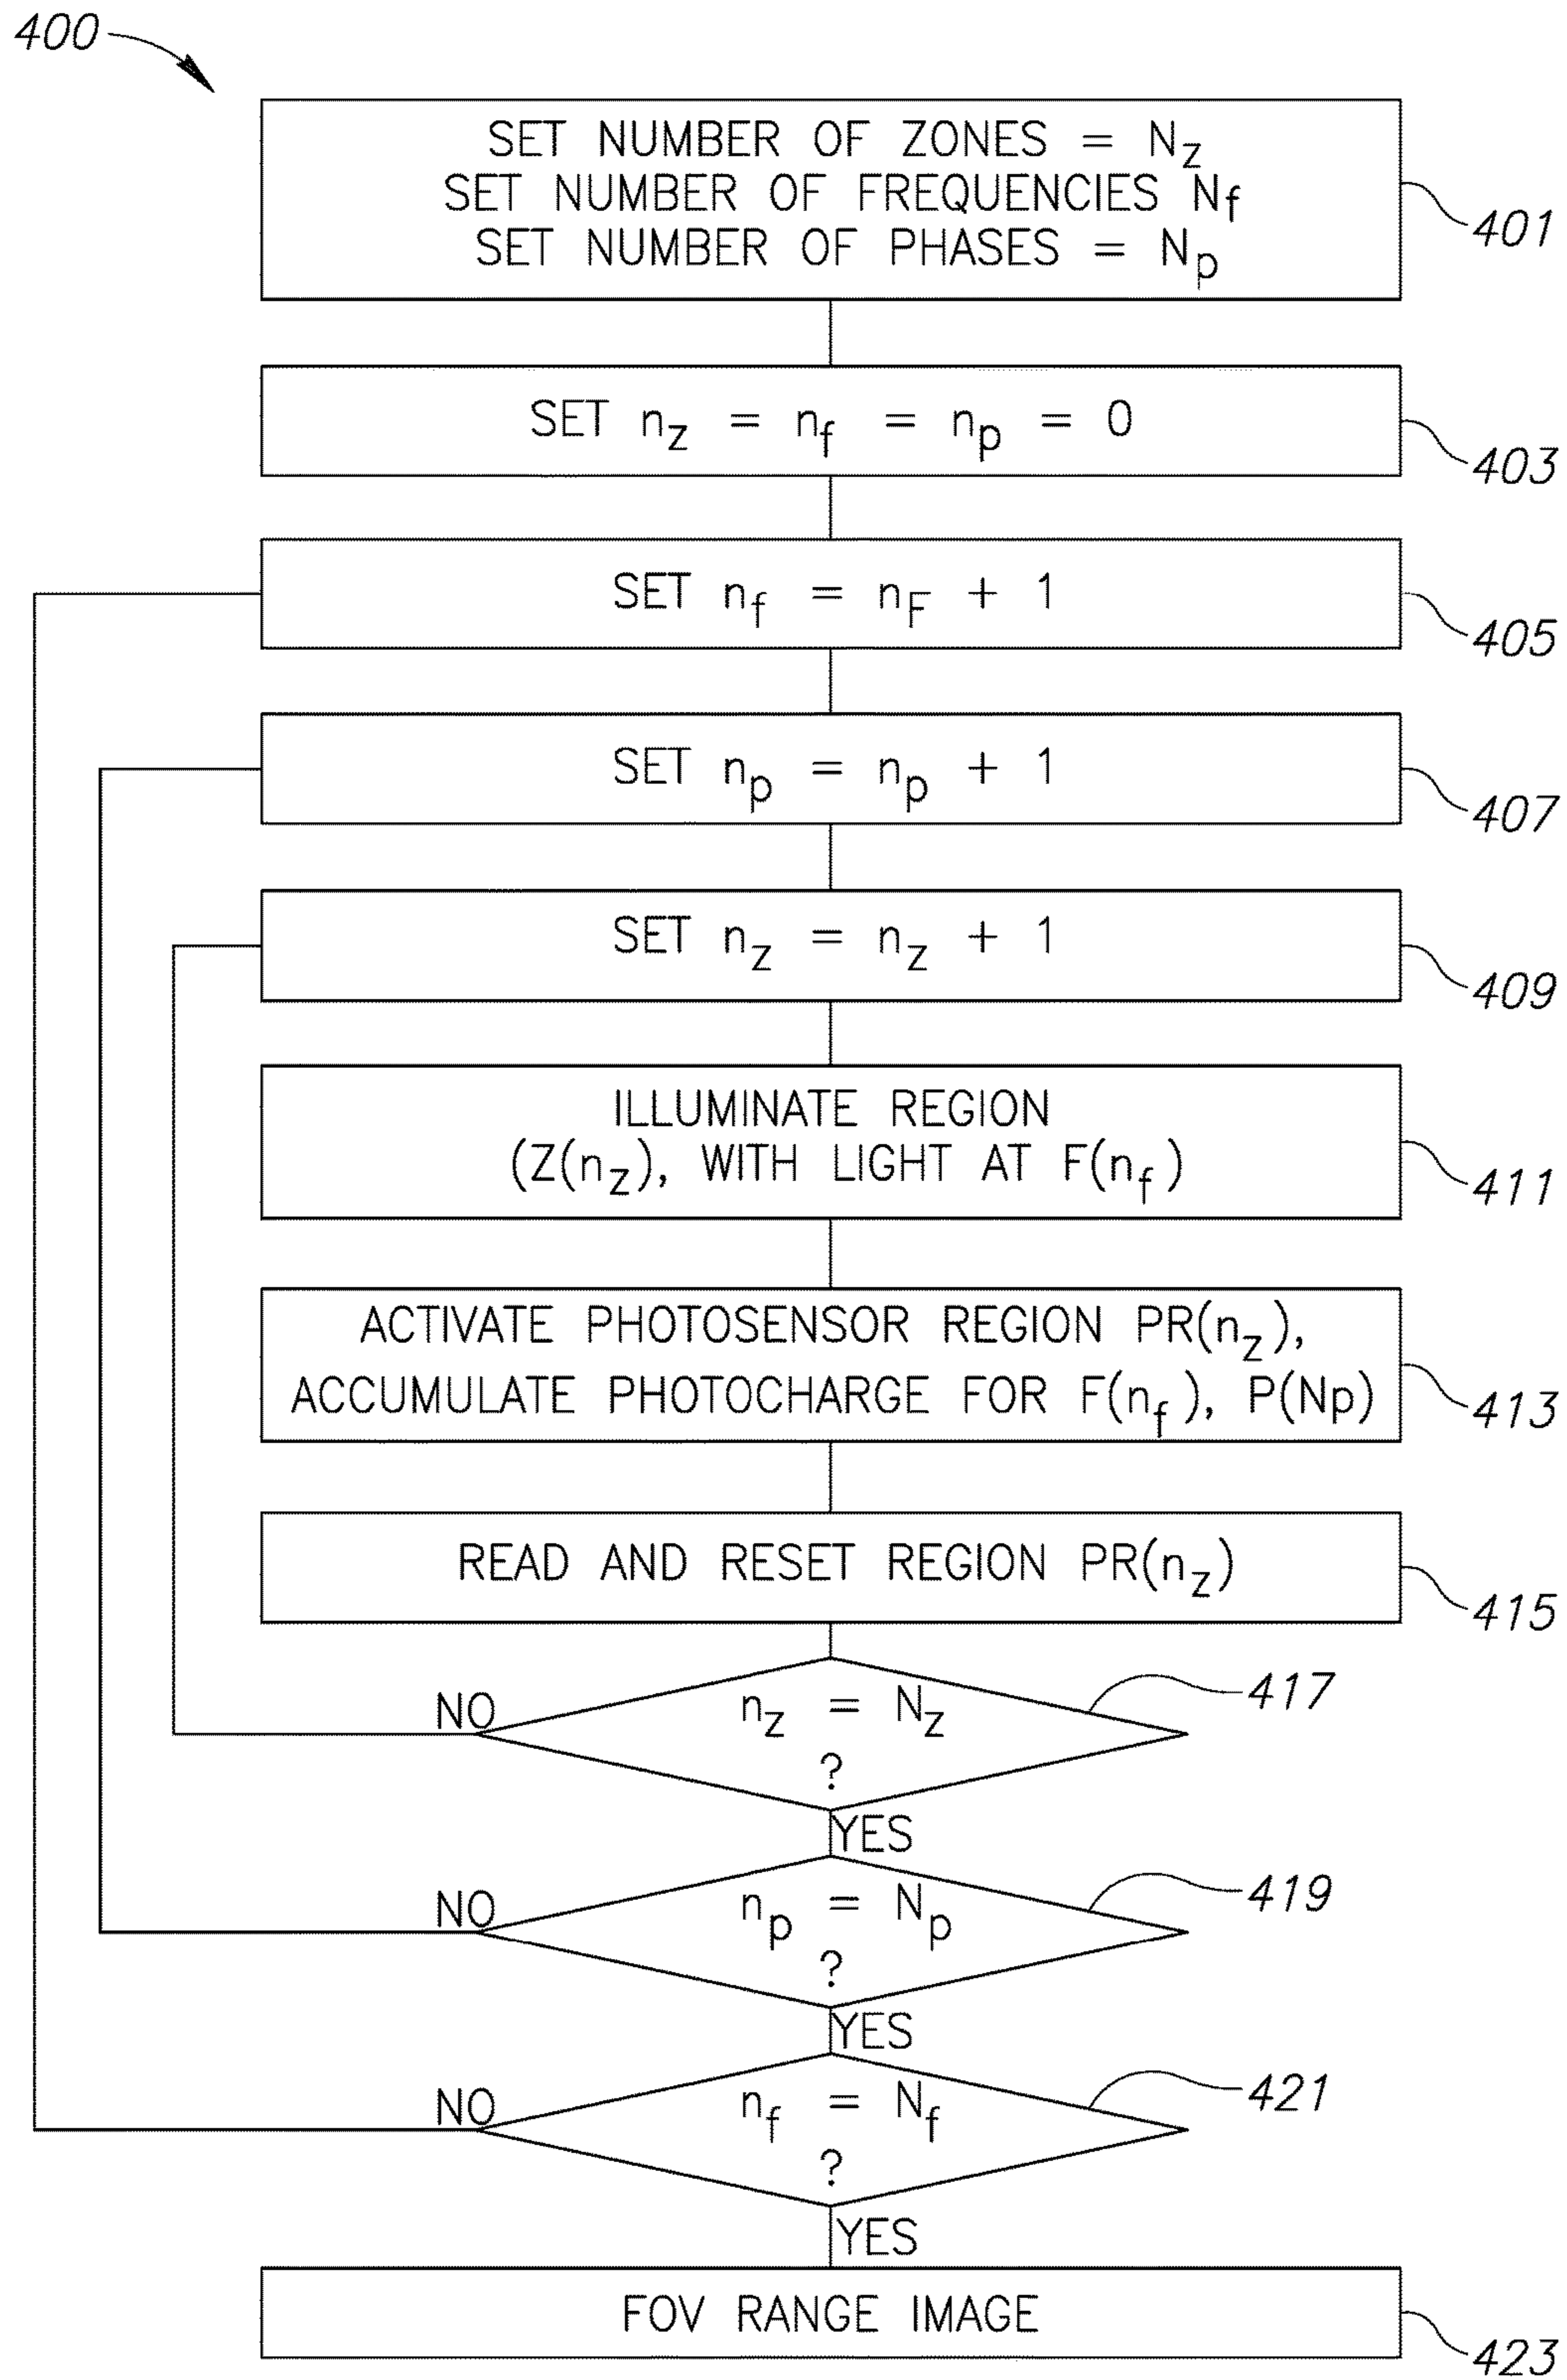 400
SET NUMBER OF ZONES = Nz
SET NUMBER OF FREQUENCIES Nf
SET NUMBER OF PHASES = Np
401
SET nz = nf = np = 0
403
SET nf = nF + 1
405
SET np = np + 1
407
SET nz = nz + 1
409
ILLUMINATE REGION
(Z(nz), WITH LIGHT AT F(nf)
411
ACTIVATE PHOTOSENSOR REGION PR(nz),
ACCUMULATE PHOTOCHARGE FOR F(nf), P(Np)
413
READ AND RESET REGION PR(nz)
415
NO
nz = Nz
?
417
YES
NO
np = Np
?
419
YES
NO
nf = Nf
?
421
YES
FOV RANGE IMAGE
423